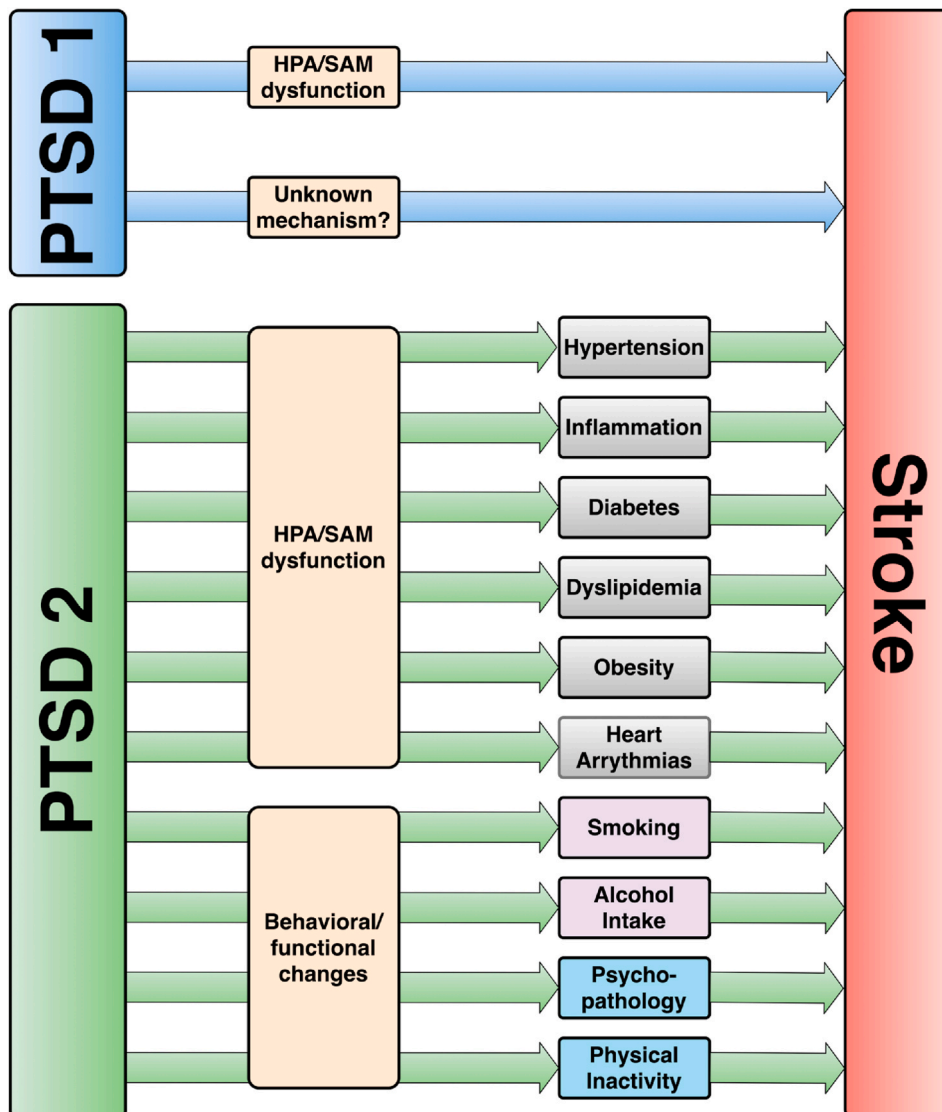 PTSD 1
HPA/SAM
dysfunction
Unknown
mechanism?
PTSD 2
HPA/SAM
dysfunction
Behavioral/
functional
changes
Hypertension
Inflammation
Diabetes
Dyslipidemia
Obesity
Heart
Arrythmias
Smoking
Alcohol
Intake
Psycho-
pathology
Physical
Inactivity
Stroke